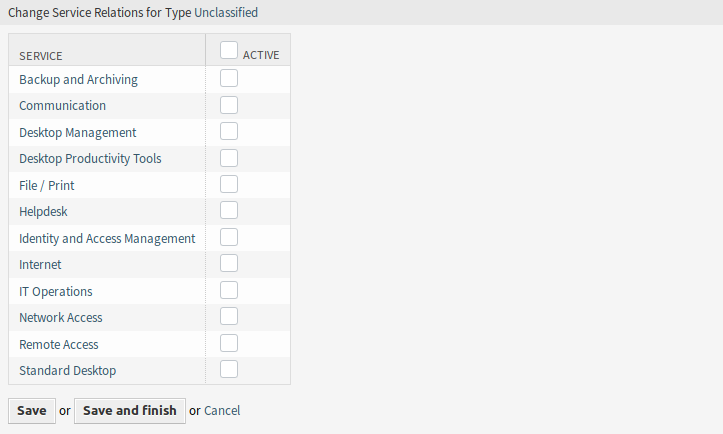 Change Service Relations for Type Unclassified
SERVICE ACTIVE
Backup and Archiving
Communication
Desktop Management
Desktop Productivity Tools
File / Print
Helpdesk
Identity and Access Management
Internet
IT Operations
Network Access
Remote Access
Standard Desktop
Save or Save and finish or Cancel